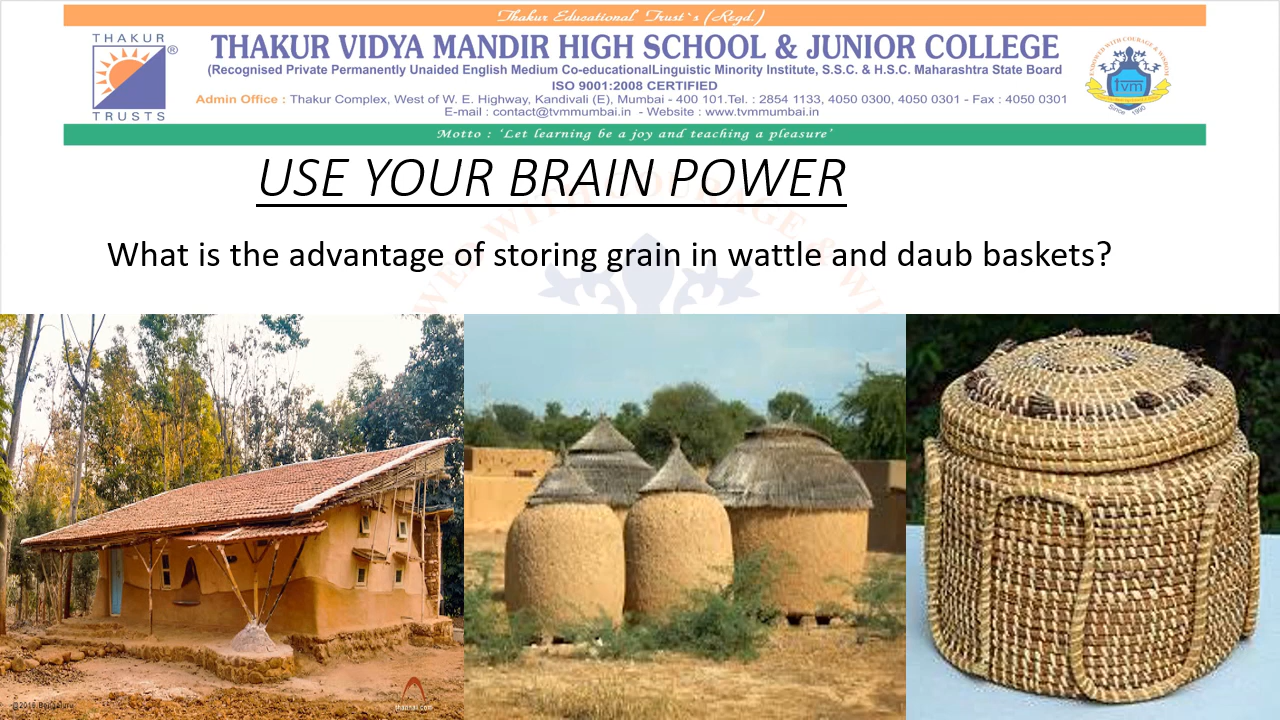 Thakur Educational Trust`s (Regd.)
THAKUR
®
TRUSTS
THAKUR VIDYA MANDIR HIGH SCHOOL & JUNIOR COLLEGE
(Recognised Private Permanently Unaided English Medium Co-educationalLinguistic Minority Institute, S.S.C. & H.S.C. Maharashtra State Board
ISO 9001:2008 CERTIFIED
Admin Office : Thakur Complex, West of W. E. Highway, Kandivali (E), Mumbai - 400 101.Tel. : 2854 1133, 4050 0300, 4050 0301 - Fax : 4050 0301
E-mail : contact@tvmmumbai.in - Website : www.tvmmumbai.in
tvm
Since 1990
Motto : 'Let learning be a joy and teaching a pleasure'
USE YOUR BRAIN POWER
What is the advantage of storing grain in wattle and daub baskets?
@2016.Bengaluru
thannal.com